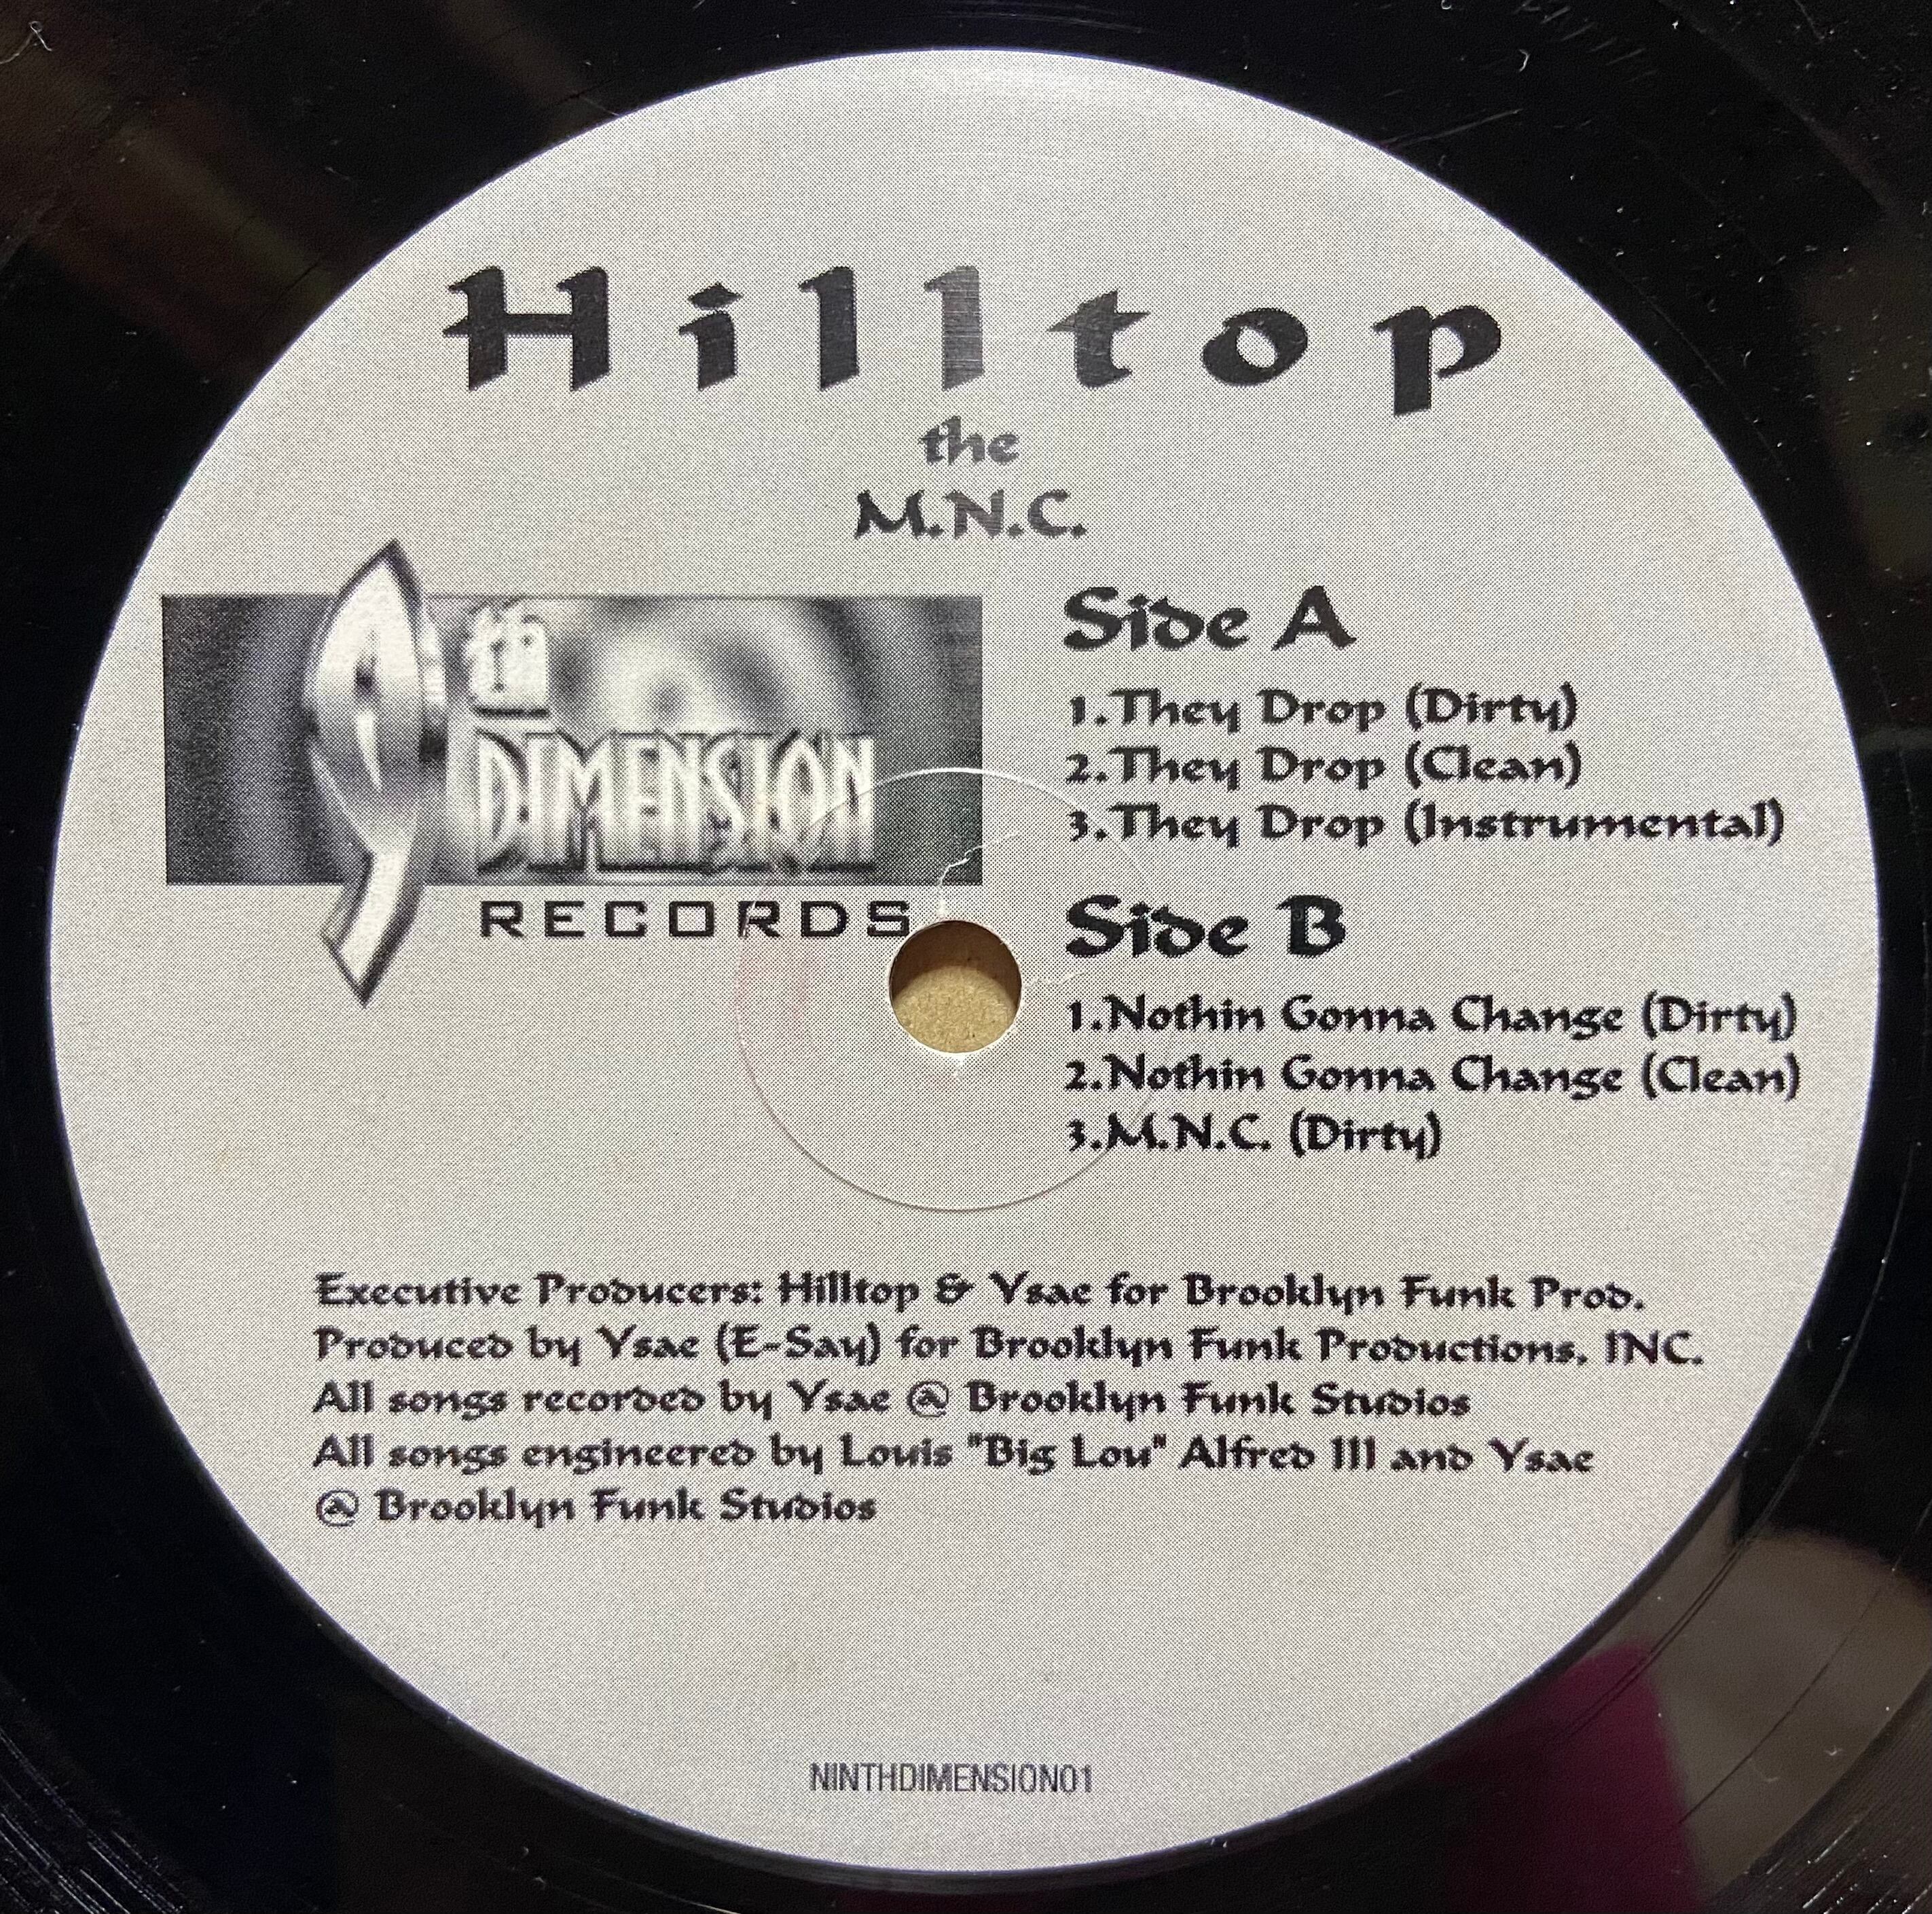 Hilltop
the
M.N.C.
9th
DIMENSION
RECORDS
Side A
1.They Drop (Dirty)
2.They Drop (Clean)
3.They Drop (Instrumental)
Side B
1.Nothin Gonna Change (Dirty)
2.Nothin Gonna Change (Clean)
3.M.N.C. (Dirty)
Executive Producers: Hilltop & Ysae for Brooklyn Funk Prod.
Produced by Ysae (E-Say) for Brooklyn Funk Productions, INC.
All songs recorded by Ysae @ Brooklyn Funk Studios
All songs engineered by Louis "Big Lou" Alfred III and Ysae
@ Brooklyn Funk Studios
NINTHDIMENSION01